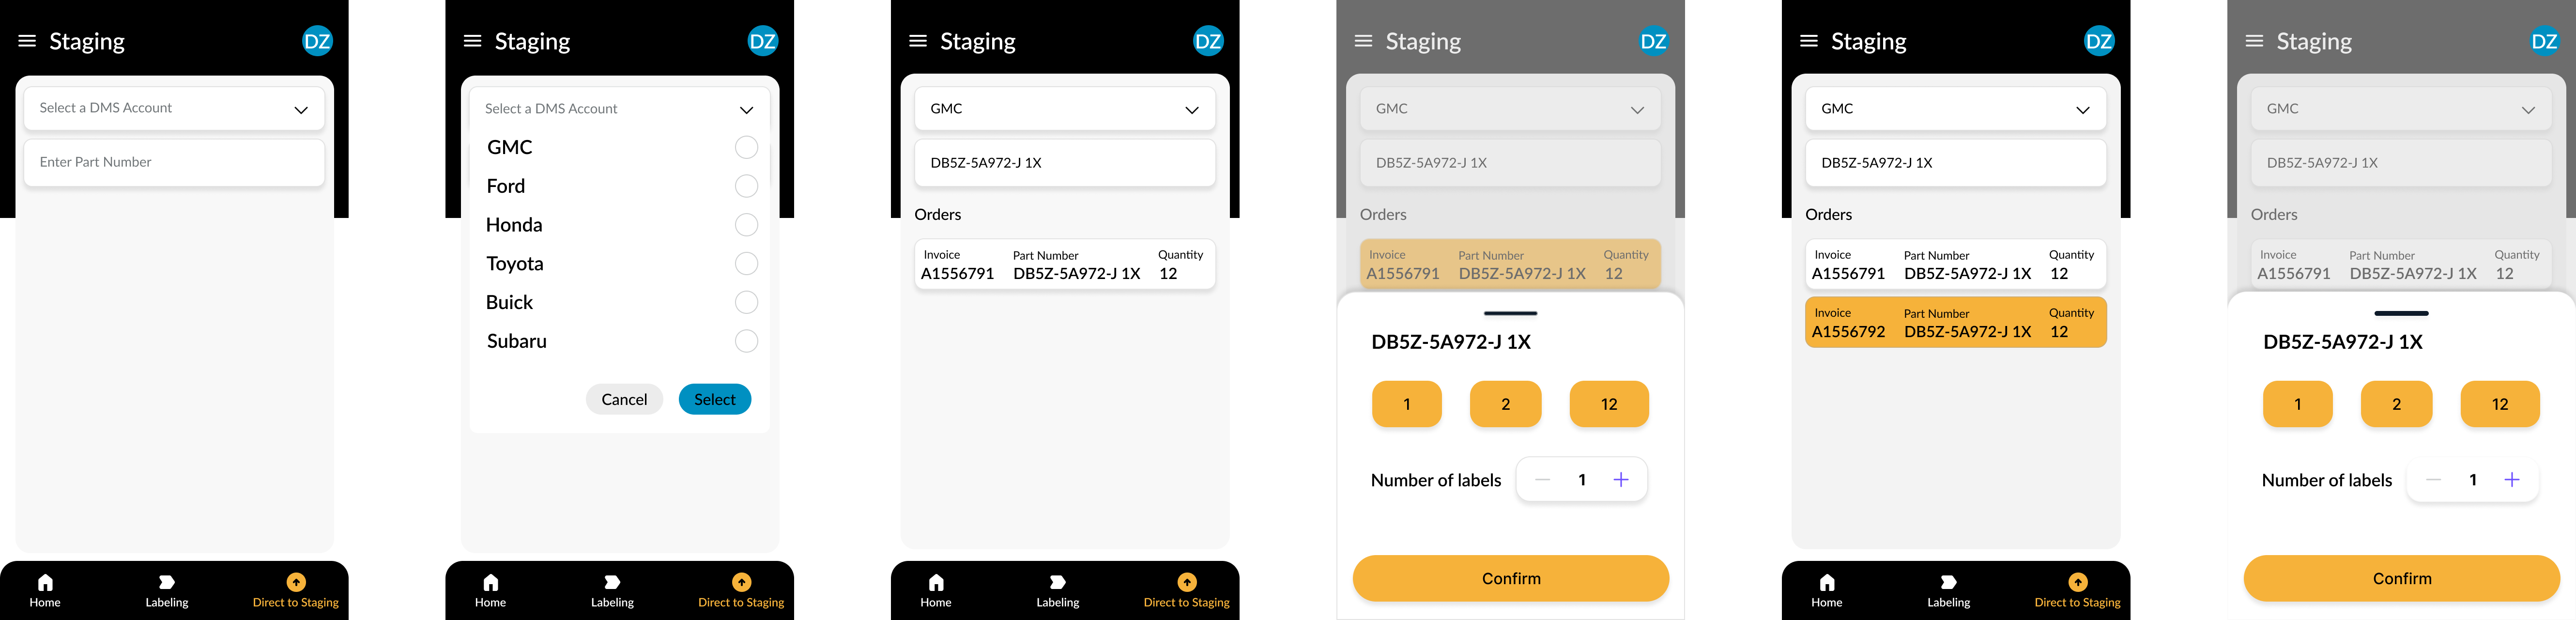 Staging
DZ
Select a DMS Account
Enter Part Number
Home
Labeling
Direct to Staging
Staging
DZ
Select a DMS Account
GMC
Ford
Honda
Toyota
Buick
Subaru
Cancel
Select
Home
Labeling
Direct to Staging
Staging
DZ
GMC
DB5Z-5A972-J 1X
Orders
Invoice Part Number Quantity
A1556791 DB5Z-5A972-J 1X 12
Home
Labeling
Direct to Staging
Staging
DZ
GMC
DB5Z-5A972-J 1X
Orders
Invoice Part Number Quantity
A1556791 DB5Z-5A972-J 1X 12
DB5Z-5A972-J 1X
1 2 12
Number of labels 1
Confirm
Staging
DZ
GMC
DB5Z-5A972-J 1X
Orders
Invoice Part Number Quantity
A1556791 DB5Z-5A972-J 1X 12
Invoice Part Number Quantity
A1556792 DB5Z-5A972-J 1X 12
Home
Labeling
Direct to Staging
Staging
DZ
GMC
DB5Z-5A972-J 1X
Orders
Invoice Part Number Quantity
A1556791 DB5Z-5A972-J 1X 12
DB5Z-5A972-J 1X
1 2 12
Number of labels 1
Confirm